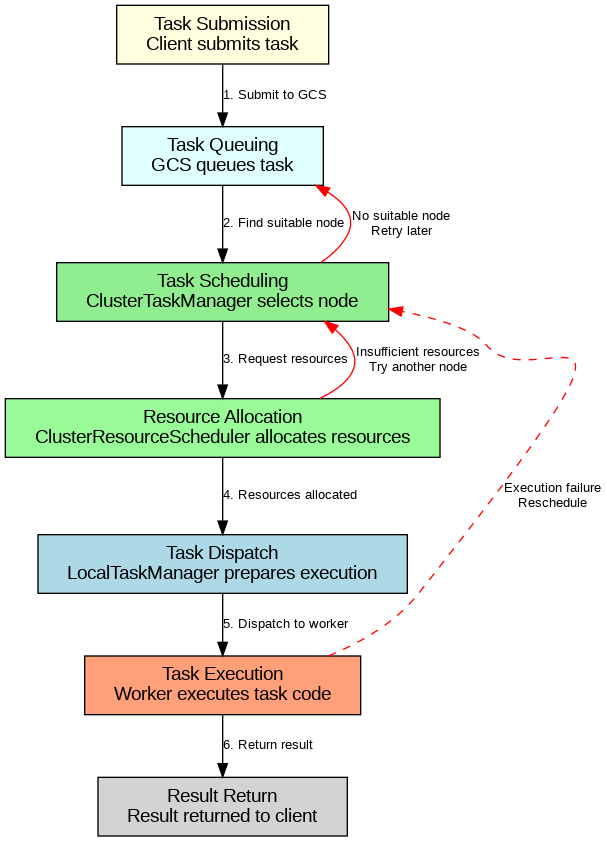 Task Submission
Client submits task
1. Submit to GCS
Task Queuing
GCS queues task
2. Find suitable node
No suitable node
Retry later
Task Scheduling
ClusterTaskManager selects node
3. Request resources
Insufficient resources
Try another node
Resource Allocation
ClusterResourceScheduler allocates resources
4. Resources allocated
Execution failure
Reschedule
Task Dispatch
LocalTaskManager prepares execution
5. Dispatch to worker
Task Execution
Worker executes task code
6. Return result
Result Return
Result returned to client